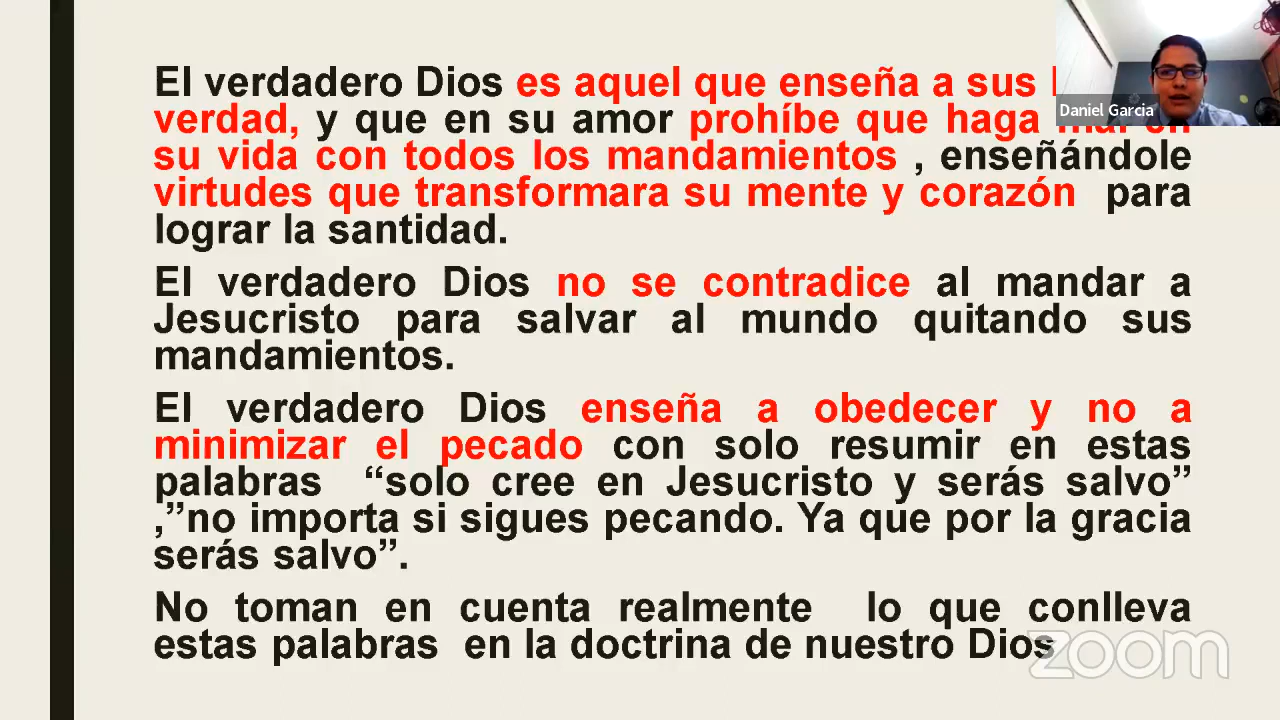 El verdadero Dios es aquel que enseña a sus
Daniel Garcia
verdad, y que en su amor prohíbe que haga mal en
su vida con todos los mandamientos , enseñándole
virtudes que transformara su mente y corazón para
lograr la santidad.
El verdadero Dios no se contradice al mandar a
Jesucristo para salvar al mundo quitando sus
mandamientos.
El verdadero Dios enseña a obedecer y no a
minimizar el pecado con solo resumir en estas
palabras “solo cree en Jesucristo y serás salvo”
,”no importa si sigues pecando. Ya que por la gracia
serás salvo”.
No toman en cuenta realmente lo que conlleva
estas palabras en la doctrina de nuestro Dios
zoom